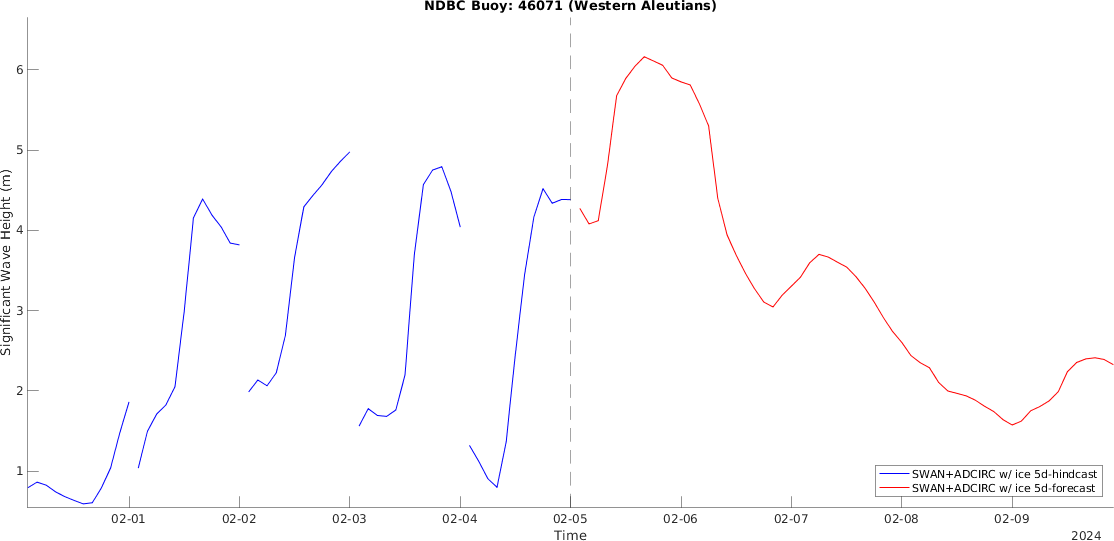 NDBC Buoy: 46071 (Western Aleutians)
6
5
4
3
2
1
Significant Wave Height (m)
SWAN+ADCIRC w/ ice 5d-hindcast
SWAN+ADCIRC w/ ice 5d-forecast
02-01 02-02 02-03 02-04 02-05 02-06 02-07 02-08 02-09
Time
2024